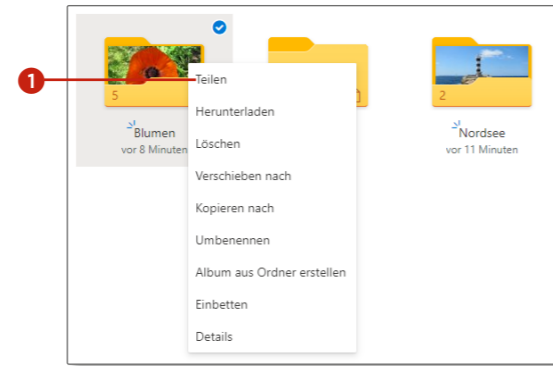 1
Teilen
5
2
Herunterladen
Blumen
Nordsee
vor 8 Minuten
vor 11 Minuten
Löschen
Verschieben nach
Kopieren nach
Umbenennen
Album aus Ordner erstellen
Einbetten
Details